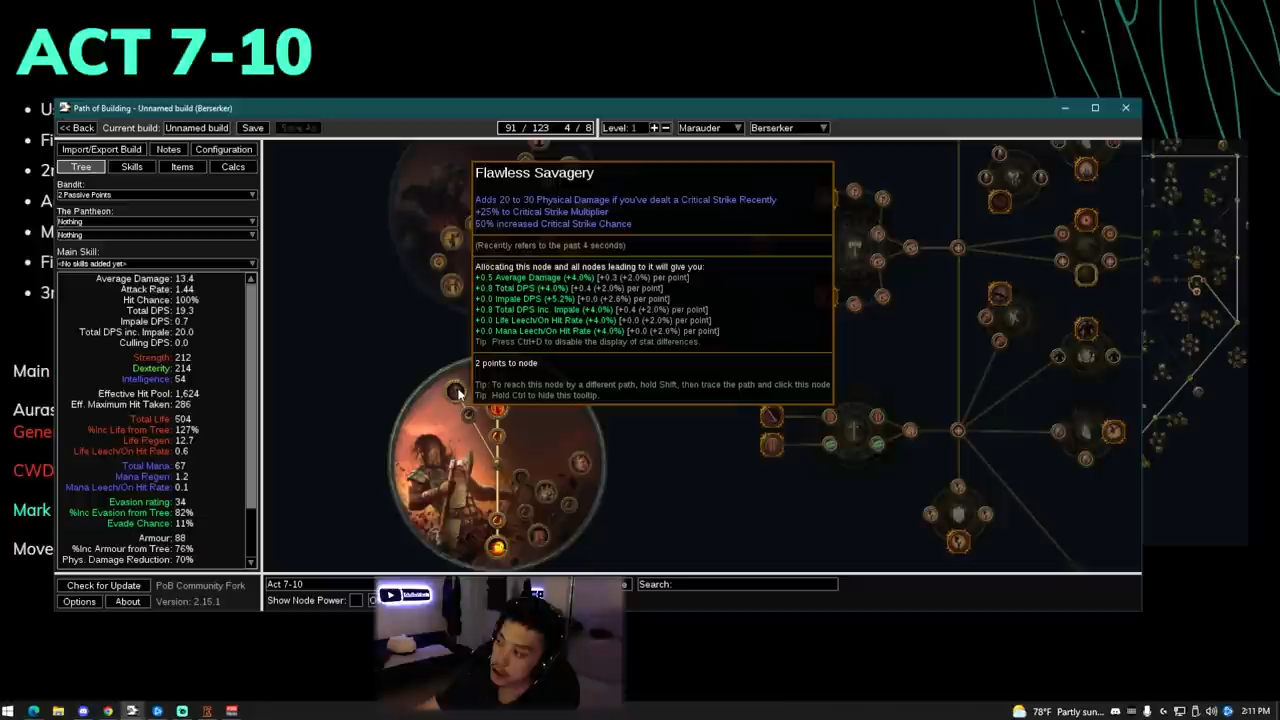 ACT 7-10
• U
• Fi
• 2n
• A
• M
• Fi
• 3r
Main
Auras
Gene
CWD
Mark
Move
Path of Building - Unnamed build (Berserker)
<< Back
Current build:
Unnamed build
Save
Save As
91 / 123 4 / 8
Level: 1
+
−
Marauder
Berserker
Import/Export Build
Notes
Configuration
Tree
Skills
Items
Calcs
Bandit:
2 Passive Points
The Pantheon:
Nothing
Nothing
Main Skill:
<No skills added yet>
Average Damage: 13.4
Attack Rate: 1.44
Hit Chance: 100%
Total DPS: 19.3
Impale DPS: 0.7
Total DPS inc. Impale: 20.0
Culling DPS: 0.0
Strength: 212
Dexterity: 214
Intelligence: 54
Effective Hit Pool: 1,624
Eff. Maximum Hit Taken: 286
Total Life: 504
%Inc Life from Tree: 127%
Life Regen: 12.7
Life Leech/On Hit Rate: 0.6
Total Mana: 67
Mana Regen: 1.2
Mana Leech/On Hit Rate: 0.1
Evasion rating: 34
%Inc Evasion from Tree: 82%
Evade Chance: 11%
Armour: 88
%Inc Armour from Tree: 76%
Phys. Damage Reduction: 70%
Check for Update
PoB Community Fork
Options
About
Version: 2.15.1
Flawless Savagery
Adds 20 to 30 Physical Damage if you've dealt a Critical Strike Recently
+25% to Critical Strike Multiplier
50% increased Critical Strike Chance
(Recently refers to the past 4 seconds)
Allocating this node and all nodes leading to it will give you:
+0.5 Average Damage (+4.0%) [+0.3 (+2.0%) per point]
+0.8 Total DPS (+4.0%) [+0.4 (+2.0%) per point]
+0.0 Impale DPS (+5.2%) [+0.0 (+2.6%) per point]
+0.8 Total DPS inc. Impale (+4.0%) [+0.4 (+2.0%) per point]
+0.0 Life Leech/On Hit Rate (+4.0%) [+0.0 (+2.0%) per point]
+0.0 Mana Leech/On Hit Rate (+4.0%) [+0.0 (+2.0%) per point]
Tip: Press Ctrl+D to disable the display of stat differences.
2 points to node
Tip: To reach this node by a different path, hold Shift, then trace the path and click this node
Tip: Hold Ctrl to hide this tooltip.
Act 7-10
e
Search:
Show Node Power:
78°F Partly sun...
2:11 PM